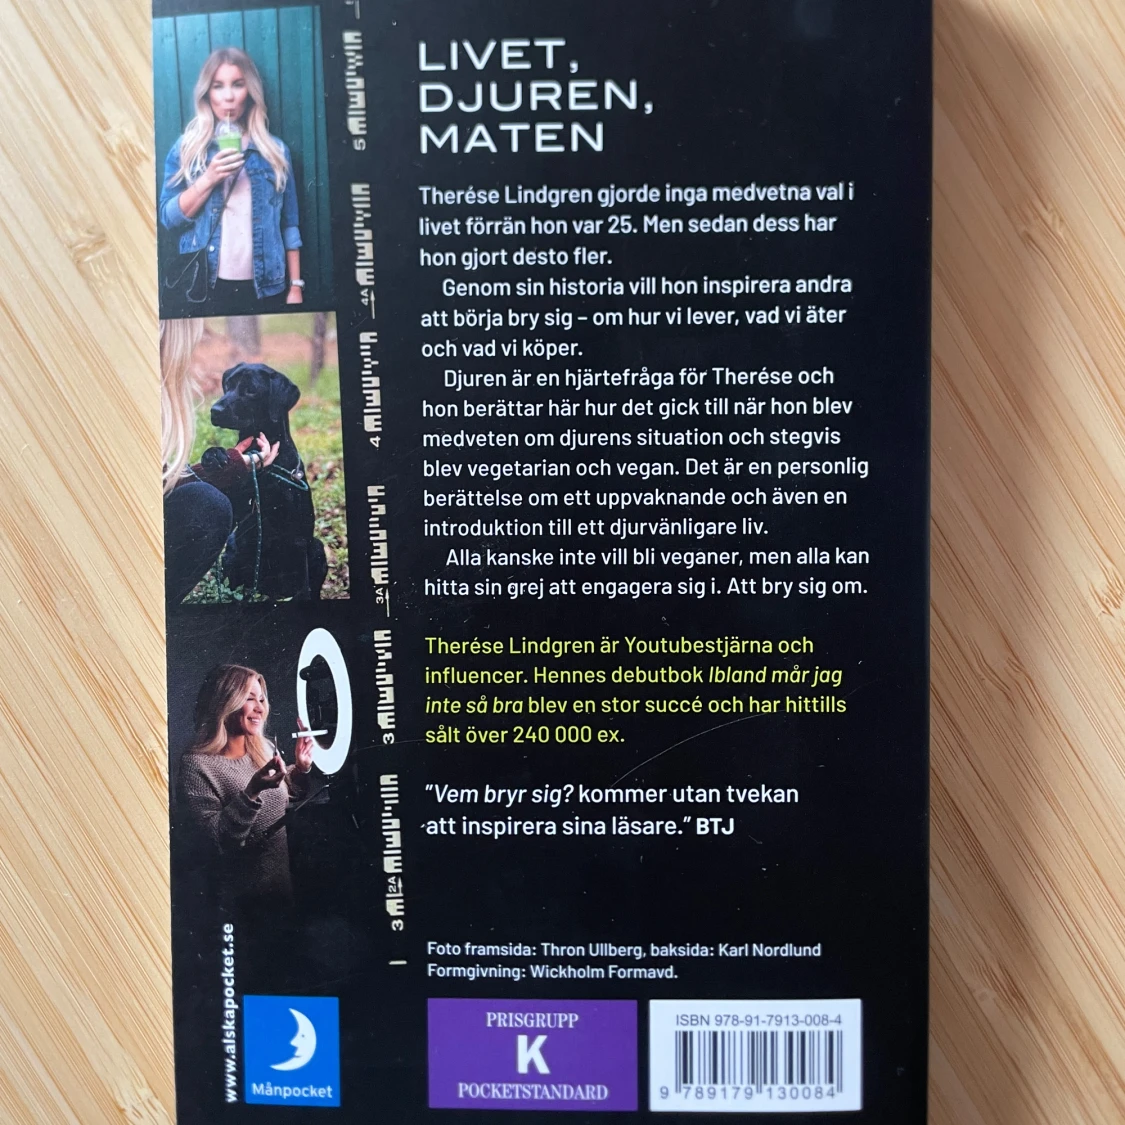 LIVET,
DJUREN,
MATEN
Therése Lindgren gjorde inga medvetna val i
livet förrän hon var 25. Men sedan dess har
hon gjort desto fler.
Genom sin historia vill hon inspirera andra
att börja bry sig – om hur vi lever, vad vi äter
och vad vi köper.
Djuren är en hjärtefråga för Therése och
hon berättar här hur det gick till när hon blev
medveten om djurens situation och stegvis
blev vegetarian och vegan. Det är en personlig
berättelse om ett uppvaknande och även en
introduktion till ett djurvänligare liv.
Alla kanske inte vill bli veganer, men alla kan
hitta sin grej att engagera sig i. Att bry sig om.
Therése Lindgren är Youtubestjärna och
influencer. Hennes debutbok Ibland mår jag
inte så bra blev en stor succé och har hittills
sålt över 240 000 ex.
"Vem bryr sig? kommer utan tvekan
att inspirera sina läsare." BTJ
Foto framsida: Thron Ullberg, baksida: Karl Nordlund
Formgivning: Wickholm Formavd.
5
4A
4
3A
3
2A
3
www.alskapocket.se
Månpocket
PRISGRUPP
K
POCKETSTANDARD
ISBN 978-91-7913-008-4
9 789179 130084